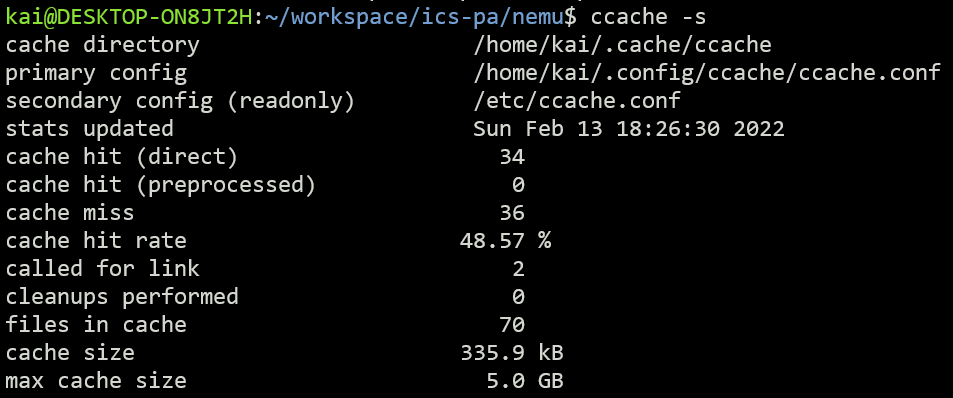 kai@DESKTOP-ON8JT2H:~/workspace/ics-pa/nemu$ ccache -s
cache directory                     /home/kai/.cache/ccache
primary config                      /home/kai/.config/ccache/ccache.conf
secondary config (readonly)         /etc/ccache.conf
stats updated                       Sun Feb 13 18:26:30 2022
cache hit (direct)                    34
cache hit (preprocessed)               0
cache miss                            36
cache hit rate                     48.57 %
called for link                        2
cleanups performed                     0
files in cache                        70
cache size                         335.9 kB
max cache size                       5.0 GB